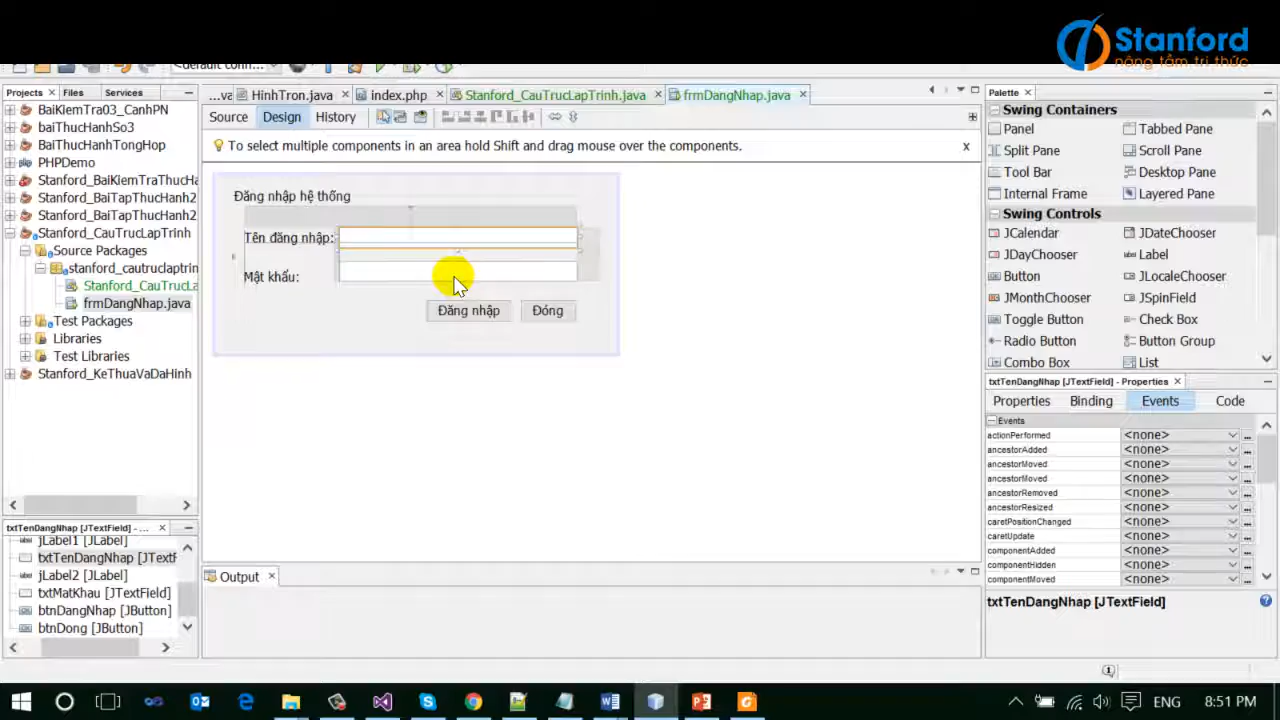 Stanford
nâng tầm trí thức
<default conn...
Projects
Files
Services
BaiKiemTra03_CanhPN
baiThucHanhSo3
BaiThucHanhTongHop
PHPDemo
Stanford_BaiKiemTraThucHa
Stanford_BaiTapThucHanh2
Stanford_BaiTapThucHanh2
Stanford_CauTrucLapTrinh
Source Packages
stanford_cautruclaptrin
Stanford_CauTrucLa
frmDangNhap.java
Test Packages
Libraries
Test Libraries
Stanford_KeThuaVaDaHinh
txtTenDangNhap [JTextField] - ...
jLabel1 [JLabel]
txtTenDangNhap [JTextF
jLabel2 [JLabel]
txtMatKhau [JTextField]
btnDangNhap [JButton]
btnDong [JButton]
...va
HinhTron.java
index.php
Stanford_CauTrucLapTrinh.java
frmDangNhap.java
Source
Design
History
To select multiple components in an area hold Shift and drag mouse over the components.
x
Đăng nhập hệ thống
Tên đăng nhập:
Mật khẩu:
Đăng nhập
Đóng
Output
Palette
Swing Containers
Panel
Tabbed Pane
Split Pane
Scroll Pane
Tool Bar
Desktop Pane
Internal Frame
Layered Pane
Swing Controls
JCalendar
JDateChooser
JDayChooser
Label
Button
JLocaleChooser
JMonthChooser
JSpinField
Toggle Button
Check Box
Radio Button
Button Group
Combo Box
List
txtTenDangNhap [JTextField] - Properties
Properties
Binding
Events
Code
Events
actionPerformed <none>
ancestorAdded <none>
ancestorMoved <none>
ancestorMoved <none>
ancestorRemoved <none>
ancestorResized <none>
caretPositionChanged <none>
caretUpdate <none>
componentAdded <none>
componentHidden <none>
componentMoved <none>
txtTenDangNhap [JTextField]
1
ENG
8:51 PM